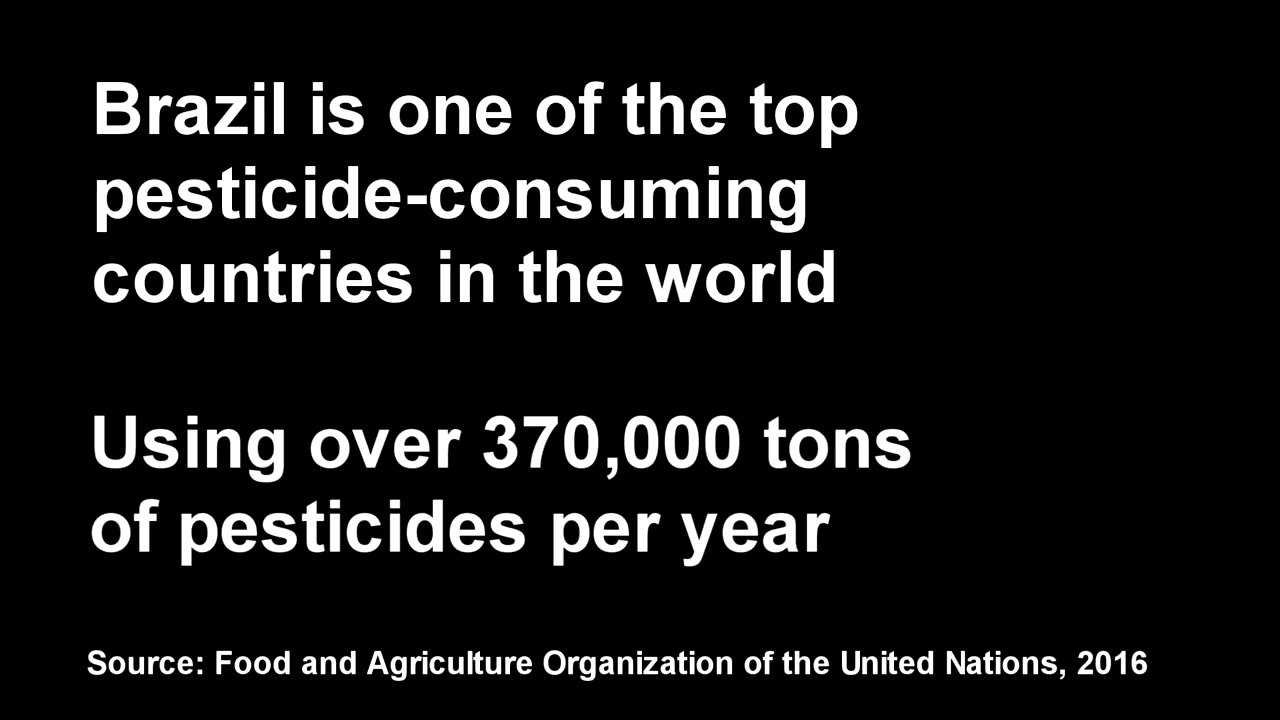 Brazil is one of the top
pesticide-consuming
countries in the world
Using over 370,000 tons
of pesticides per year
Source: Food and Agriculture Organization of the United Nations, 2016